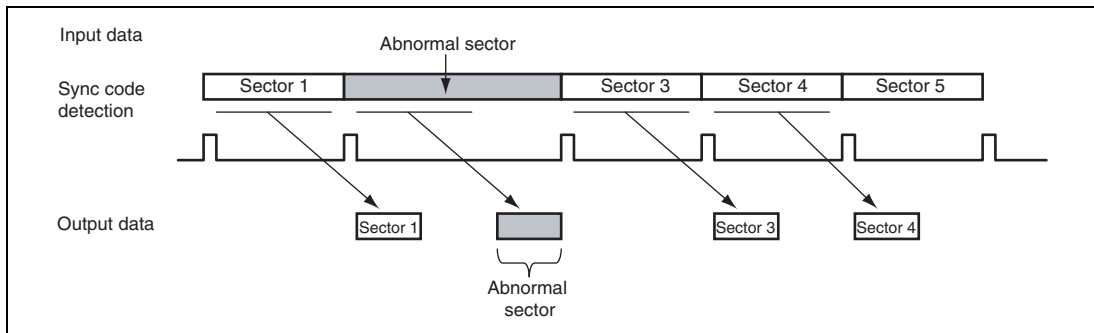 Input data
Abnormal sector
Sync code
detection
Sector 1
Sector 3
Sector 4
Sector 5
Output data
Sector 1
Sector 3
Sector 4
Abnormal
sector